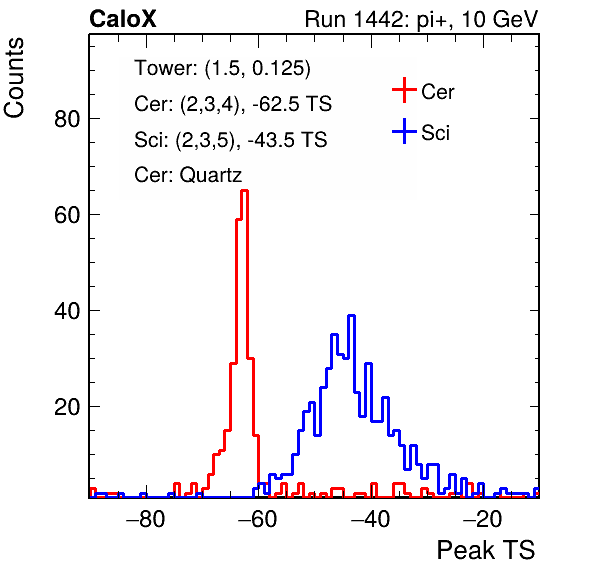 CaloX Run 1442: pi+, 10 GeV
Counts
Tower: (1.5, 0.125)
Cer: (2,3,4), -62.5 TS
Sci: (2,3,5), -43.5 TS
Cer: Quartz
Cer
Sci
80
60
40
20
−80 −60 −40 −20
Peak TS